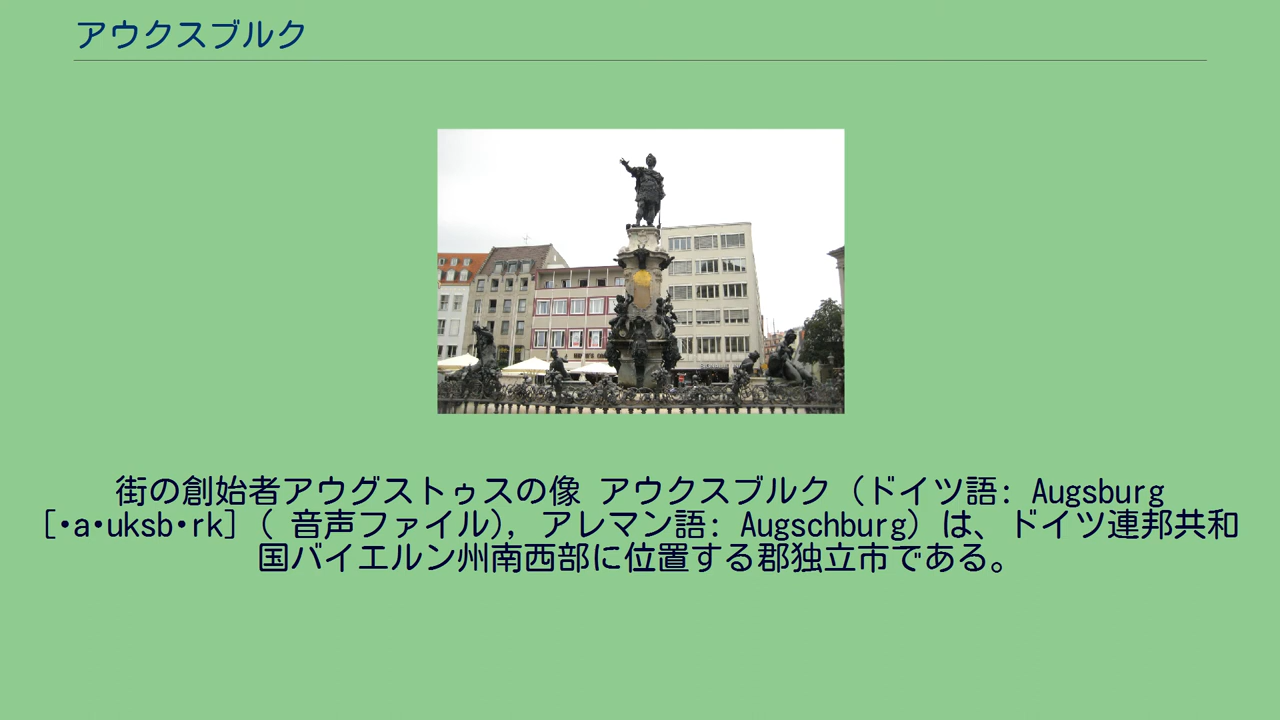 アウクスブルク
街の創始者アウグストゥスの像 アウクスブルク（ドイツ語: Augsburg
[・a・uksb・rk]（ 音声ファイル), アレマン語: Augschburg）は、ドイツ連邦共和
国バイエルン州南西部に位置する郡独立市である。